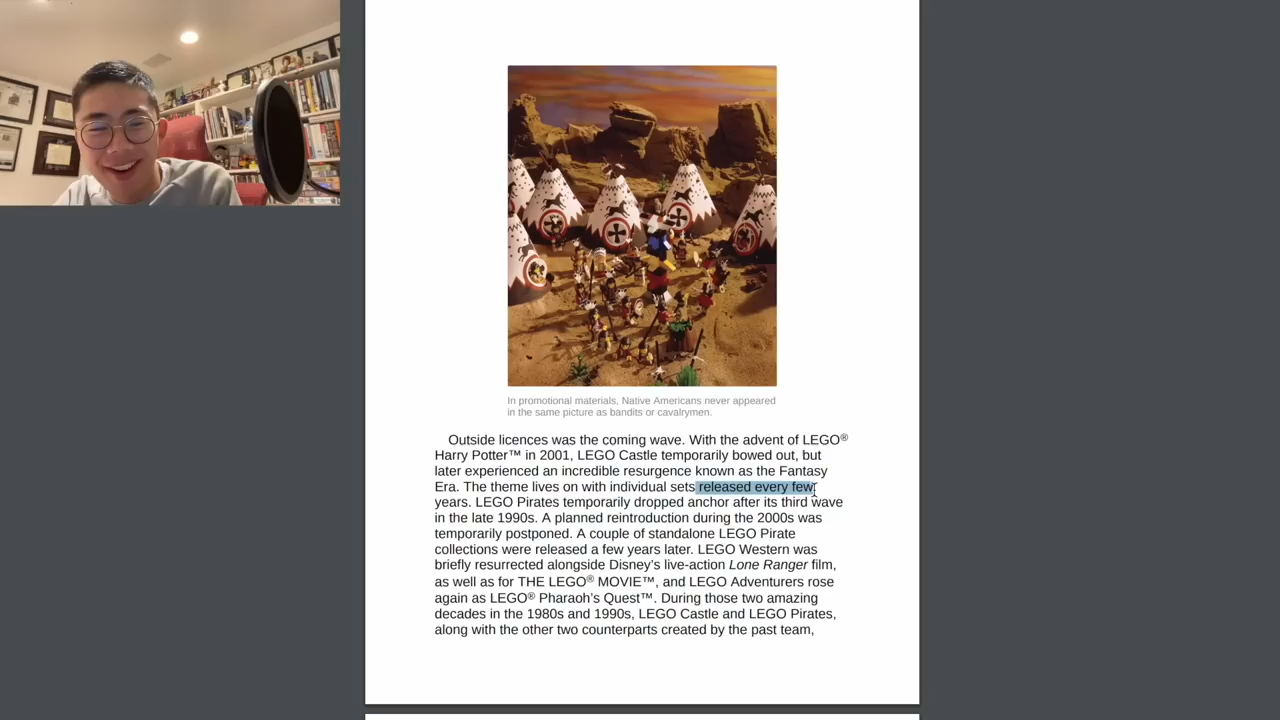 In promotional materials, Native Americans never appeared
in the same picture as bandits or cavalrymen.
Outside licences was the coming wave. With the advent of LEGO®
Harry Potter™ in 2001, LEGO Castle temporarily bowed out, but
later experienced an incredible resurgence known as the Fantasy
Era. The theme lives on with individual sets released every few
years. LEGO Pirates temporarily dropped anchor after its third wave
in the late 1990s. A planned reintroduction during the 2000s was
temporarily postponed. A couple of standalone LEGO Pirate
collections were released a few years later. LEGO Western was
briefly resurrected alongside Disney’s live-action Lone Ranger film,
as well as for THE LEGO® MOVIE™, and LEGO Adventurers rose
again as LEGO® Pharaoh’s Quest™. During those two amazing
decades in the 1980s and 1990s, LEGO Castle and LEGO Pirates,
along with the other two counterparts created by the past team,